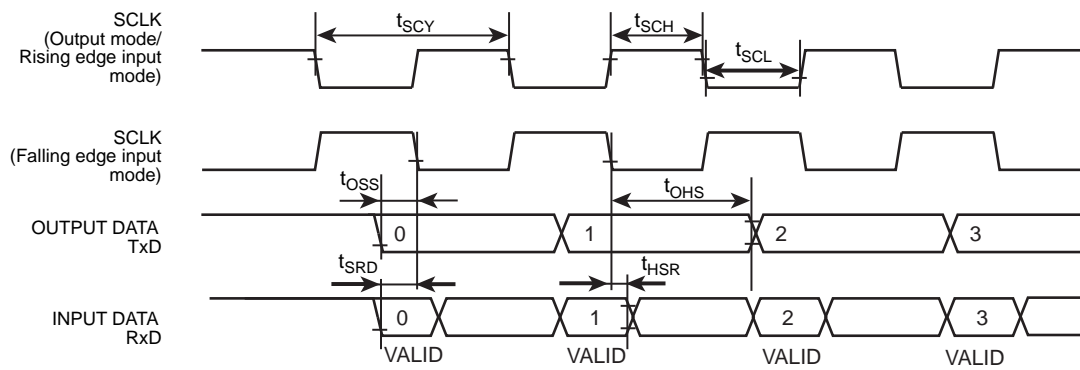 SCLK
(Output mode/
Rising edge input
mode)
tSCY
tSCH
tSCL
SCLK
(Falling edge input
mode)
tOSS
tOHS
OUTPUT DATA
TxD
0
1
2
3
tSRD
tHSR
INPUT DATA
RxD
0
1
2
3
VALID
VALID
VALID
VALID